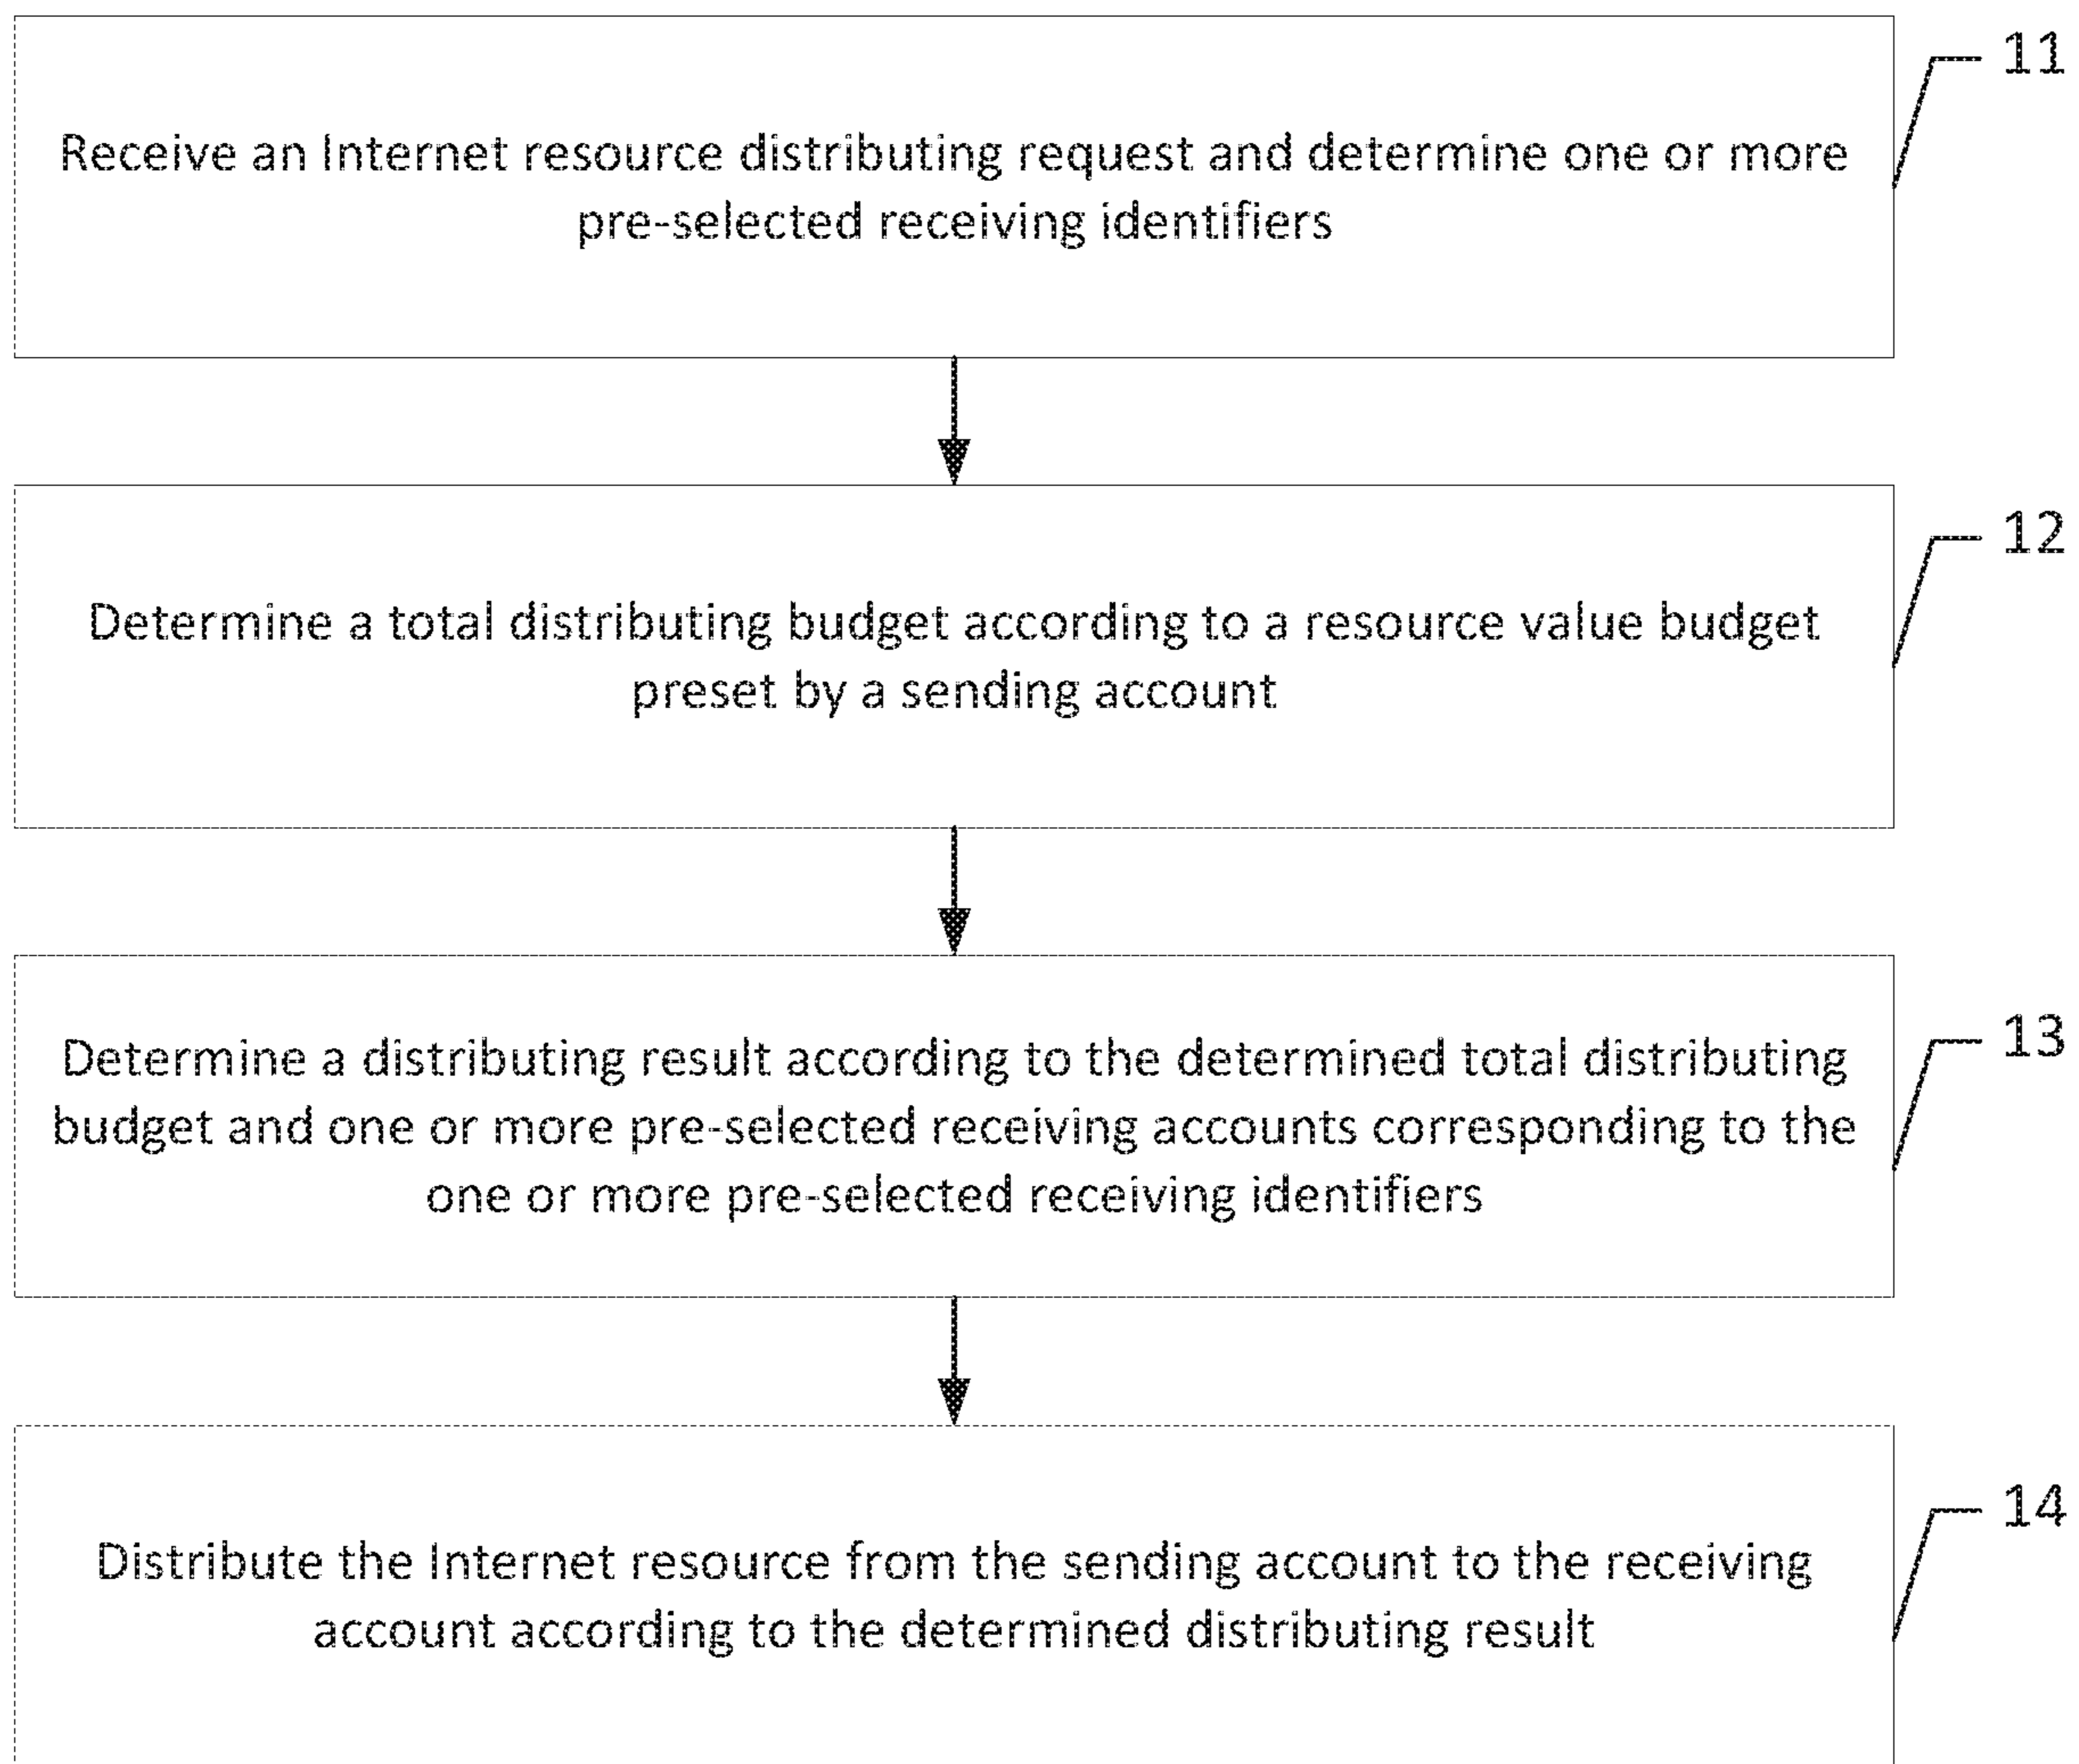 11
Receive an Internet resource distributing request and determine one or more
pre-selected receiving identifiers
12
Determine a total distributing budget according to a resource value budget
preset by a sending account
13
Determine a distributing result according to the determined total distributing
budget and one or more pre-selected receiving accounts corresponding to the
one or more pre-selected receiving identifiers
14
Distribute the Internet resource from the sending account to the receiving
account according to the determined distributing result